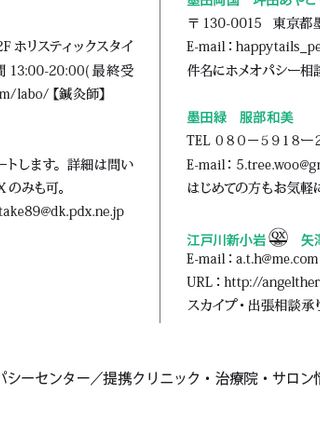 2F ホリスティックスタイ
間 13:00-20:00( 最終受
m/labo/【鍼灸師】
ートします。詳細は問い
Xのみも可。
take89@dk.pdx.ne.jp
墨田両国 坪田あやこ
〒130-0015 東京都墨
E-mail：happytails_pe
件名にホメオパシー相談
墨田緑 服部和美
TEL ０８０－５９１８－２
E-mail：5.tree.woo@gm
はじめての方もお気軽に
江戸川新小岩 QX 矢澤
E-mail：a.t.h@me.com
URL：http://angelther
スカイプ・出張相談承り
パシーセンター／提携クリニック・治療院・サロン情